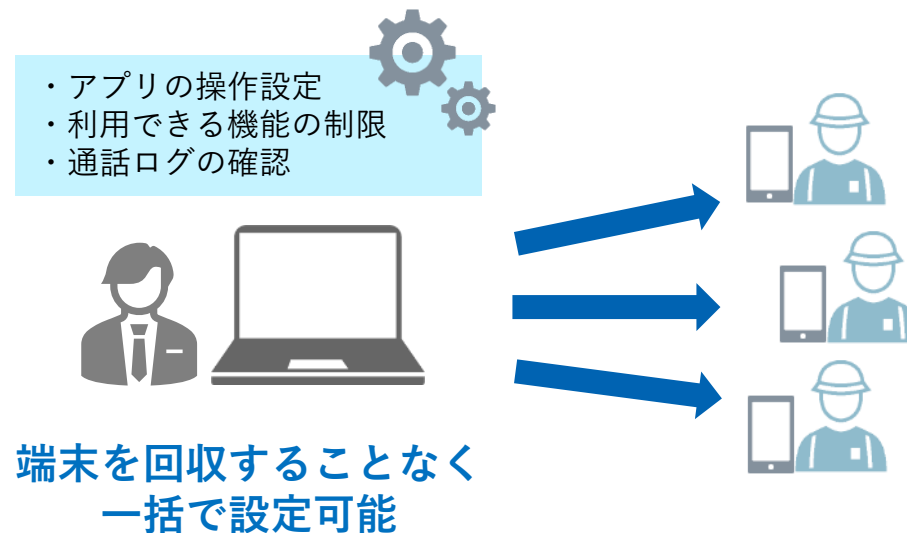 ・アプリの操作設定
・利用できる機能の制限
・通話ログの確認
端末を回収することなく
一括で設定可能